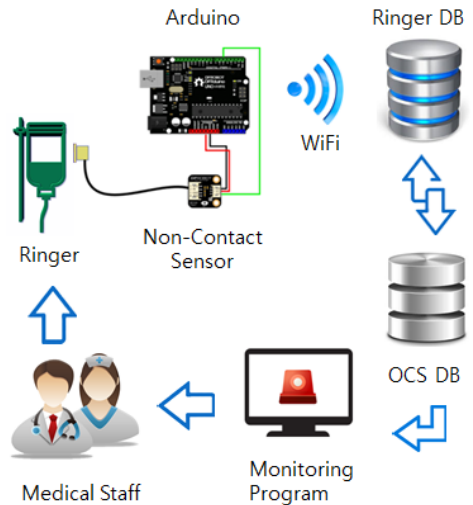 Arduino
Ringer DB
WiFi
Ringer
Non-Contact
Sensor
OCS DB
Medical Staff
Monitoring
Program